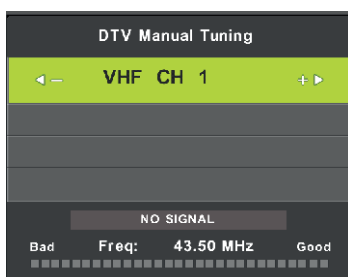 DTV Manual Tuning
– VHF CH 1 +
NO SIGNAL
Bad Freq: 43.50 MHz Good